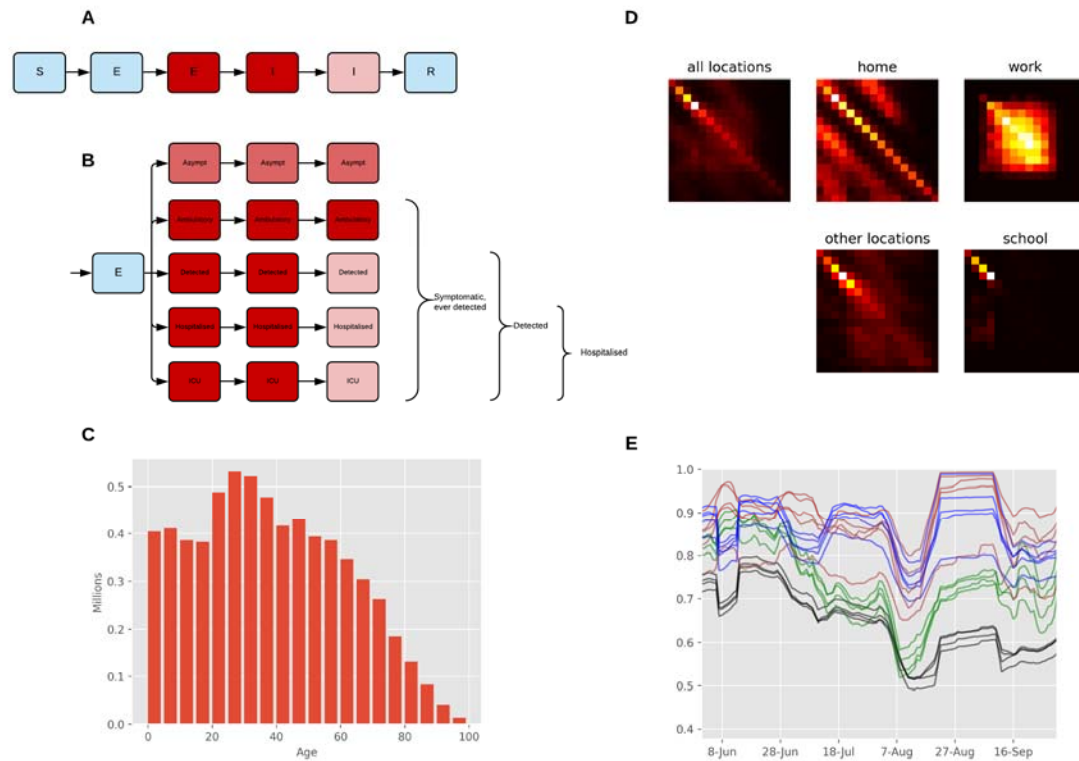 A
S E E I I R
B
Asympt Asympt Asympt
Ambulatory Ambulatory Ambulatory
E Detected Detected Detected
Hospitalised Hospitalised Hospitalised
ICU ICU ICU
Symptomatic,
ever detected
Detected
Hospitalised
C
Millions
0.5
0.4
0.3
0.2
0.1
0.0
0 20 40 60 80 100
Age
D
all locations home work
other locations school
E
1.0
0.9
0.8
0.7
0.6
0.5
0.4
8-Jun 28-Jun 18-Jul 7-Aug 27-Aug 16-Sep